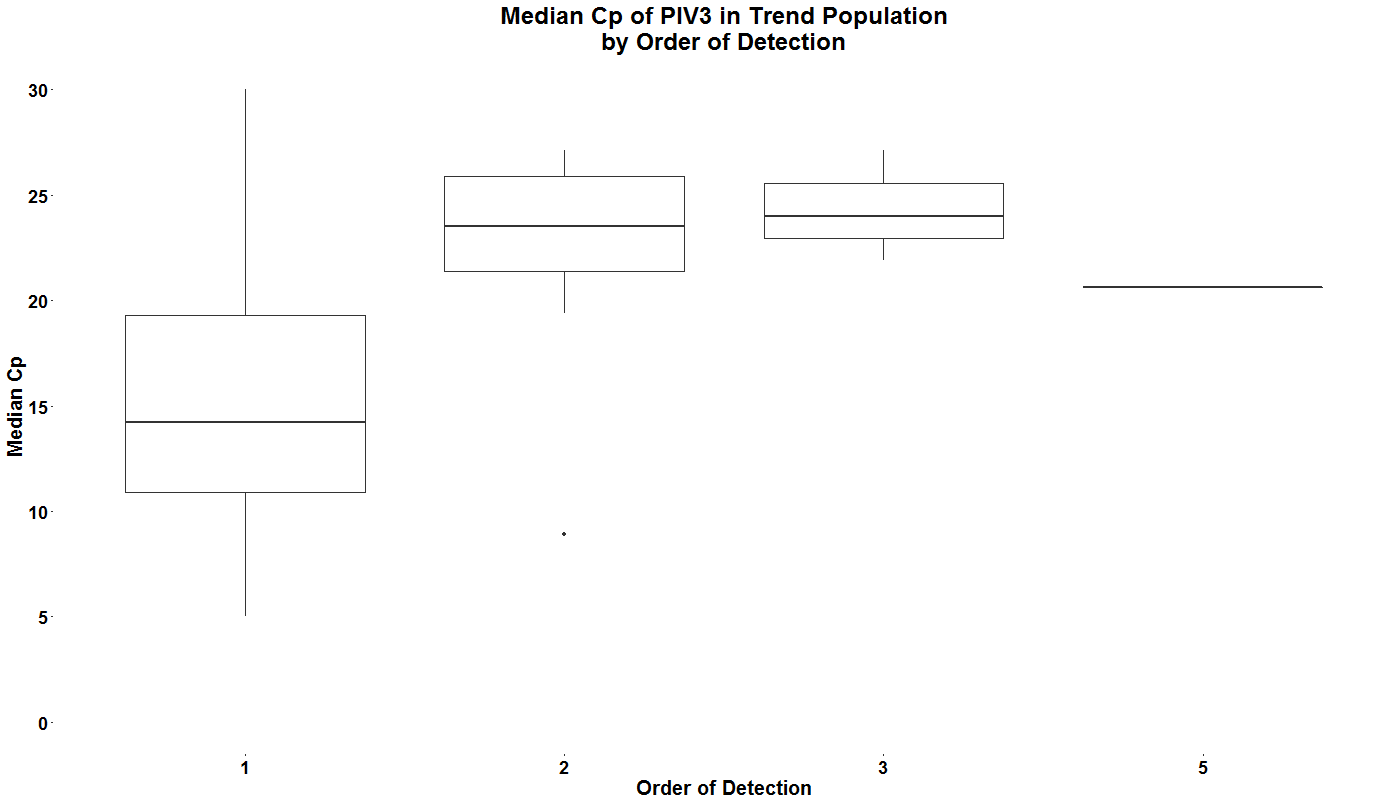 Median Cp of PIV3 in Trend Population
by Order of Detection
30
25
20
15
10
5
0
Median Cp
1 2 3 5
Order of Detection